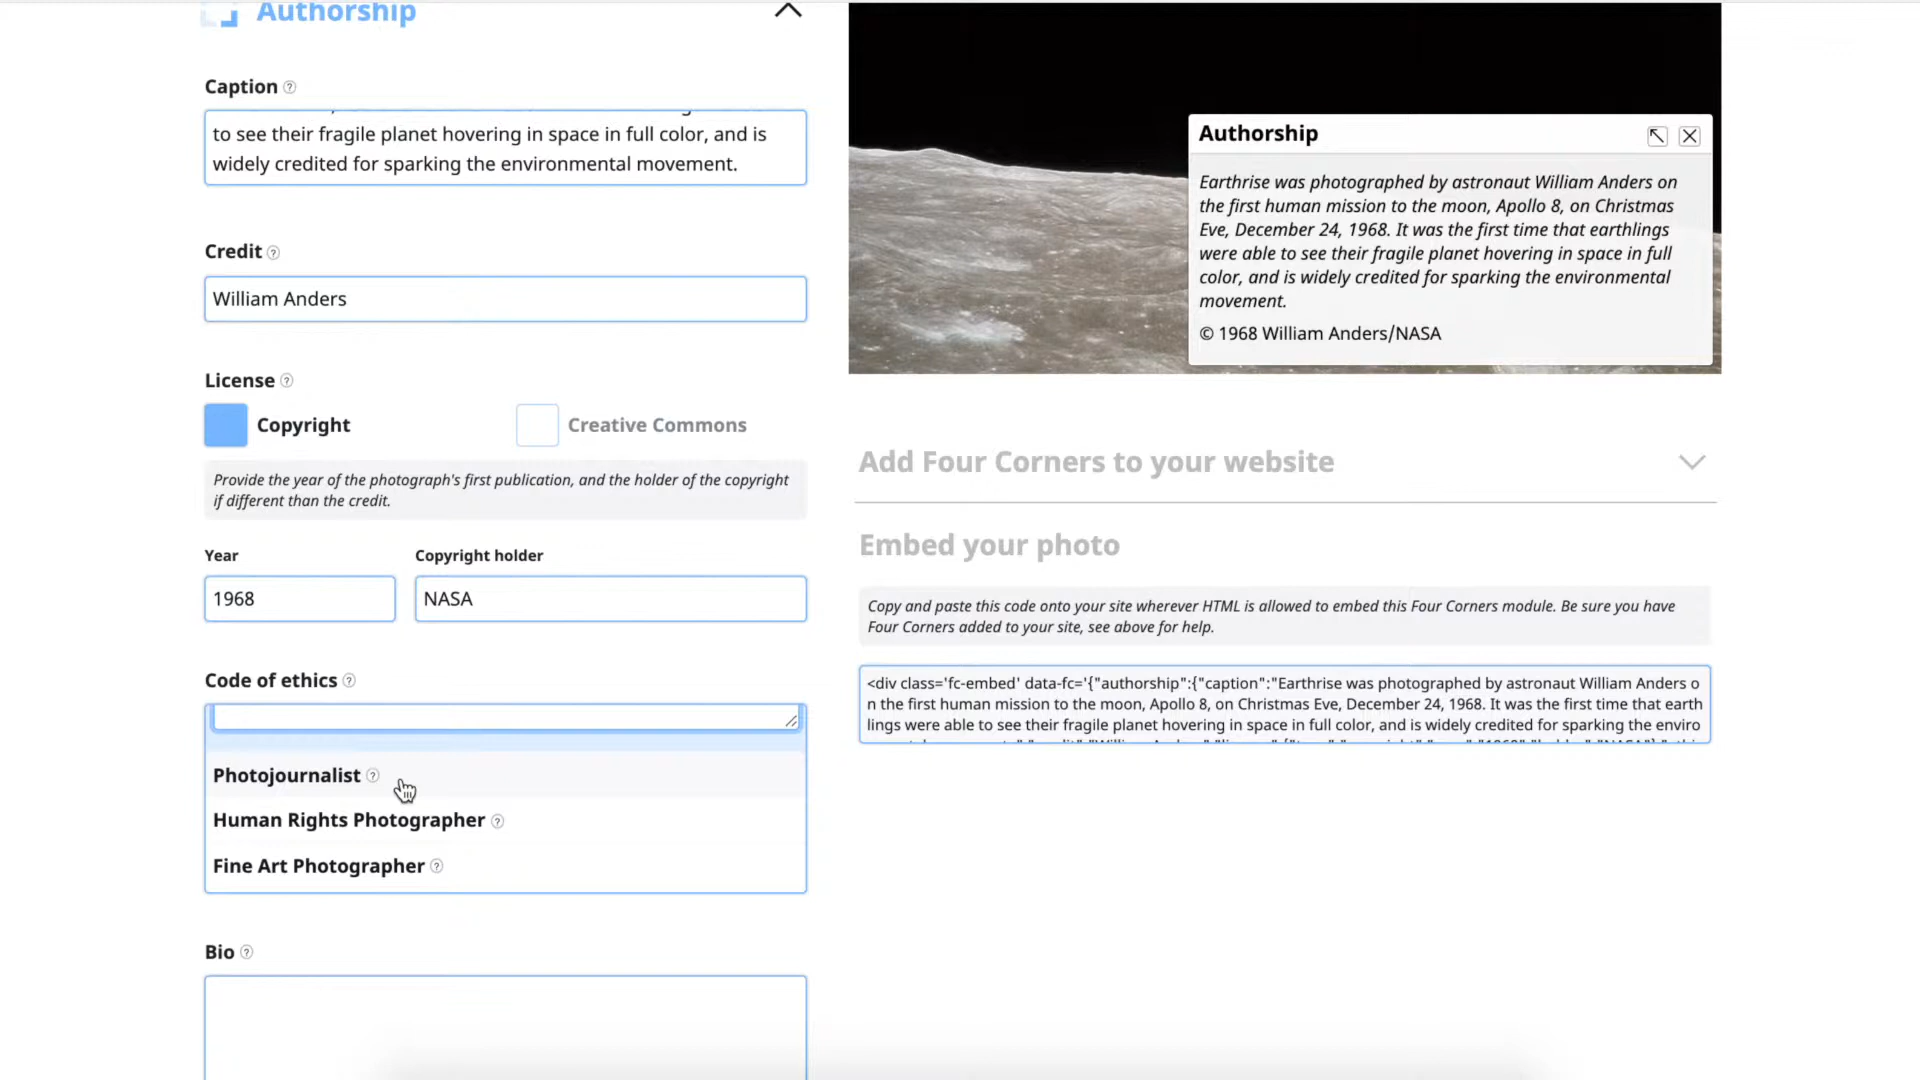 Authorship
Caption
to see their fragile planet hovering in space in full color, and is
widely credited for sparking the environmental movement.
Credit
William Anders
License
Copyright
Creative Commons
Provide the year of the photograph's first publication, and the holder of the copyright
if different than the credit.
Year
Copyright holder
1968
NASA
Code of ethics
Photojournalist
Human Rights Photographer
Fine Art Photographer
Bio
Authorship
Earthrise was photographed by astronaut William Anders on
the first human mission to the moon, Apollo 8, on Christmas
Eve, December 24, 1968. It was the first time that earthlings
were able to see their fragile planet hovering in space in full
color, and is widely credited for sparking the environmental
movement.
© 1968 William Anders/NASA
Add Four Corners to your website
Embed your photo
Copy and paste this code onto your site wherever HTML is allowed to embed this Four Corners module. Be sure you have
Four Corners added to your site, see above for help.
<div class='fc-embed' data-fc='{"authorship":{"caption":"Earthrise was photographed by astronaut William Anders o
n the first human mission to the moon, Apollo 8, on Christmas Eve, December 24, 1968. It was the first time that earth
lings were able to see their fragile planet hovering in space in full color, and is widely credited for sparking the enviro